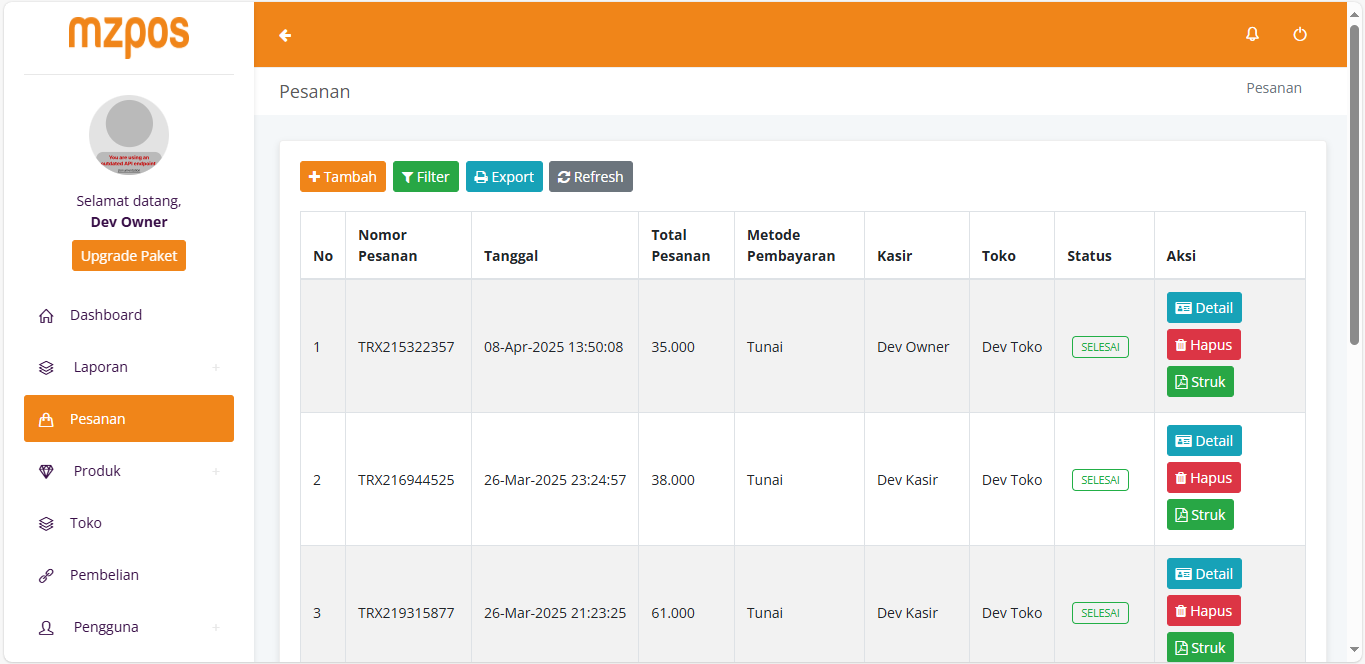 mzpos
You are using an
outdated API endpoint
Selamat datang,
Dev Owner
Upgrade Paket
Dashboard
Laporan +
Pesanan
Produk +
Toko
Pembelian
Pengguna +
Pesanan
Pesanan
Tambah Filter Export Refresh
No Nomor Pesanan Tanggal Total Pesanan Metode Pembayaran Kasir Toko Status Aksi
1 TRX215322357 08-Apr-2025 13:50:08 35.000 Tunai Dev Owner Dev Toko SELESAI Detail
Hapus
Struk
2 TRX216944525 26-Mar-2025 23:24:57 38.000 Tunai Dev Kasir Dev Toko SELESAI Detail
Hapus
Struk
3 TRX219315877 26-Mar-2025 21:23:25 61.000 Tunai Dev Kasir Dev Toko SELESAI Detail
Hapus
Struk